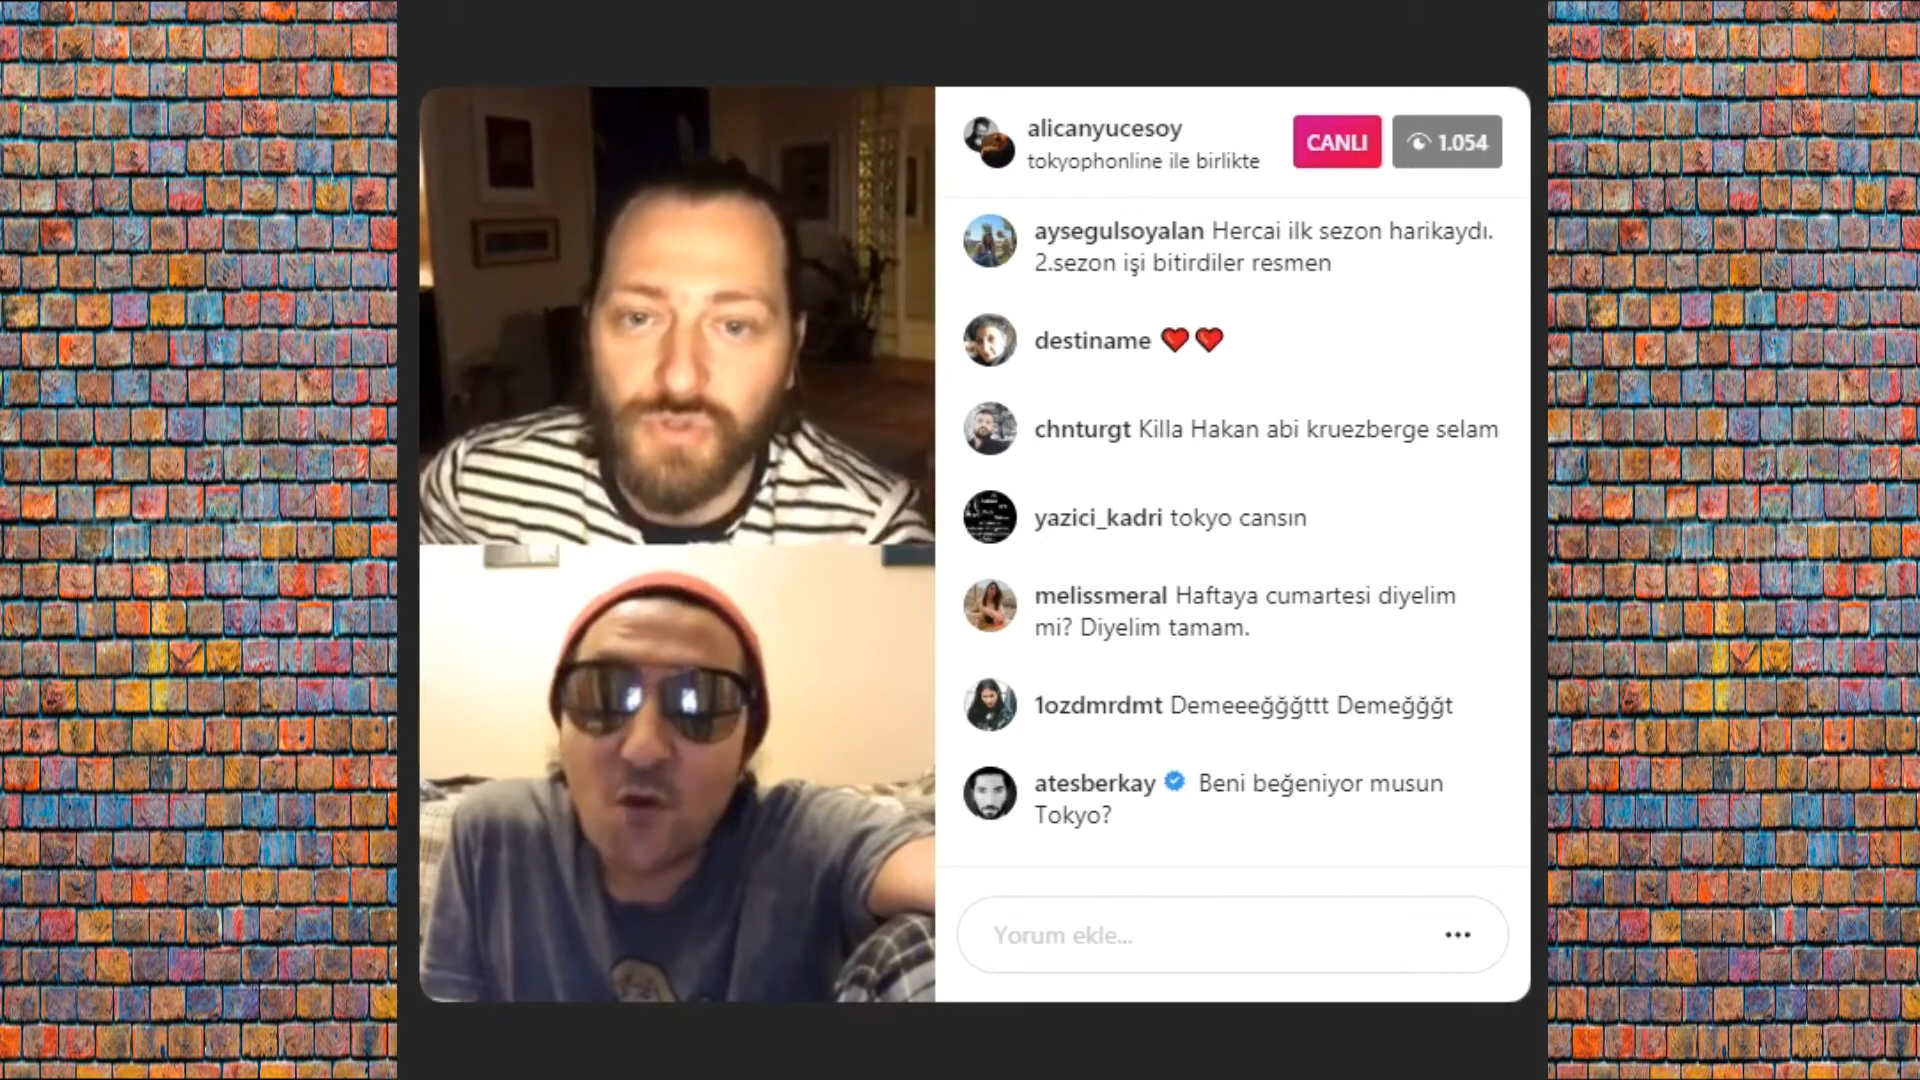 alicanyucesoy
tokyophonline ile birlikte
CANLI
1.054
aysegulsoyalan Hercai ilk sezon harikaydı.
2.sezon işi bitirdiler resmen
destiname ❤️❤️
chnturgt Killa Hakan abi kruezberge selam
yazici_kadri tokyo cansın
melissmeral Haftaya cumartesi diyelim
mi? Diyelim tamam.
1ozdmrdmt Demeeeğğğttt Demeğğğt
atesberkay Beni beğeniyor musun
Tokyo?
Yorum ekle...